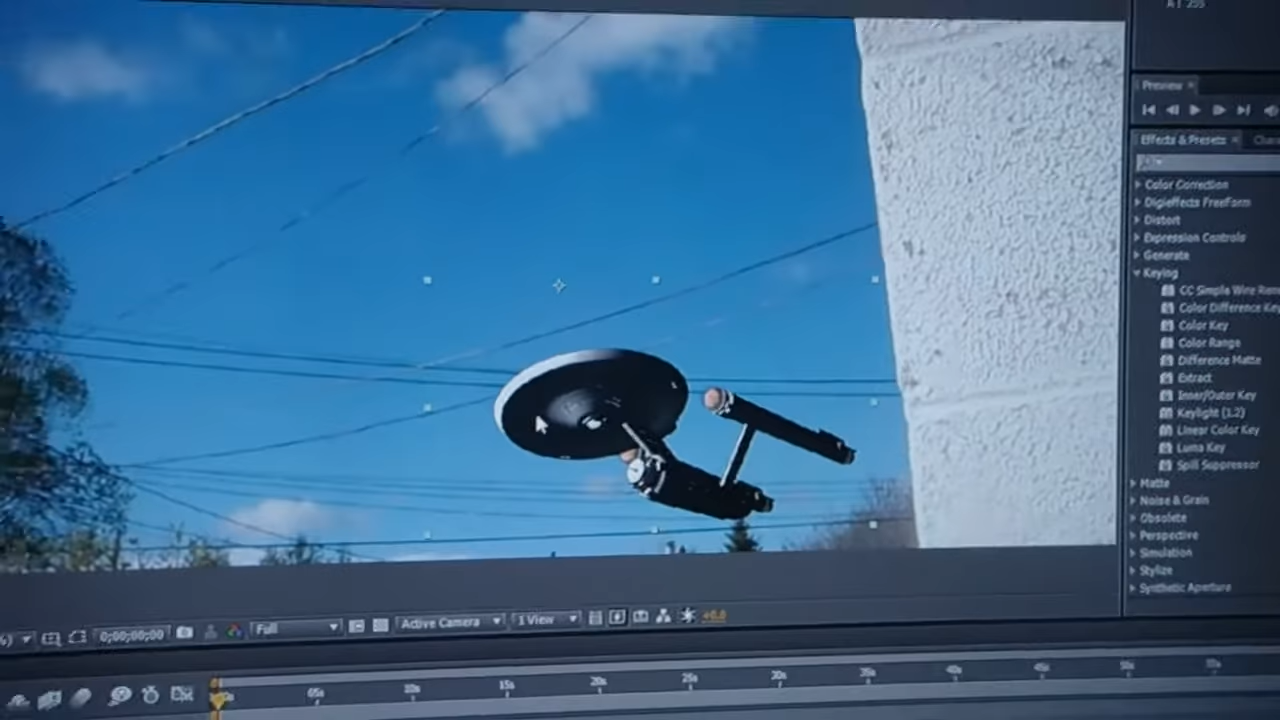 Preview
Effects & Presets
Color Correction
Digieffects FreeForm
Distort
Expression Controls
Generate
Keying
CC Simple Wire
Color Difference Key
Color Key
Color Range
Difference Matte
Extract
Inner/Outer Key
Keylight (1.2)
Linear Color Key
Luma Key
Spill Suppressor
Matte
Noise & Grain
Obsolete
Perspective
Simulation
Stylize
Synthetic Aperture
0;00;00;00 Full Active Camera 1 View +0.0
05s 10s 15s 20s 25s 30s 35s 40s 45s 50s